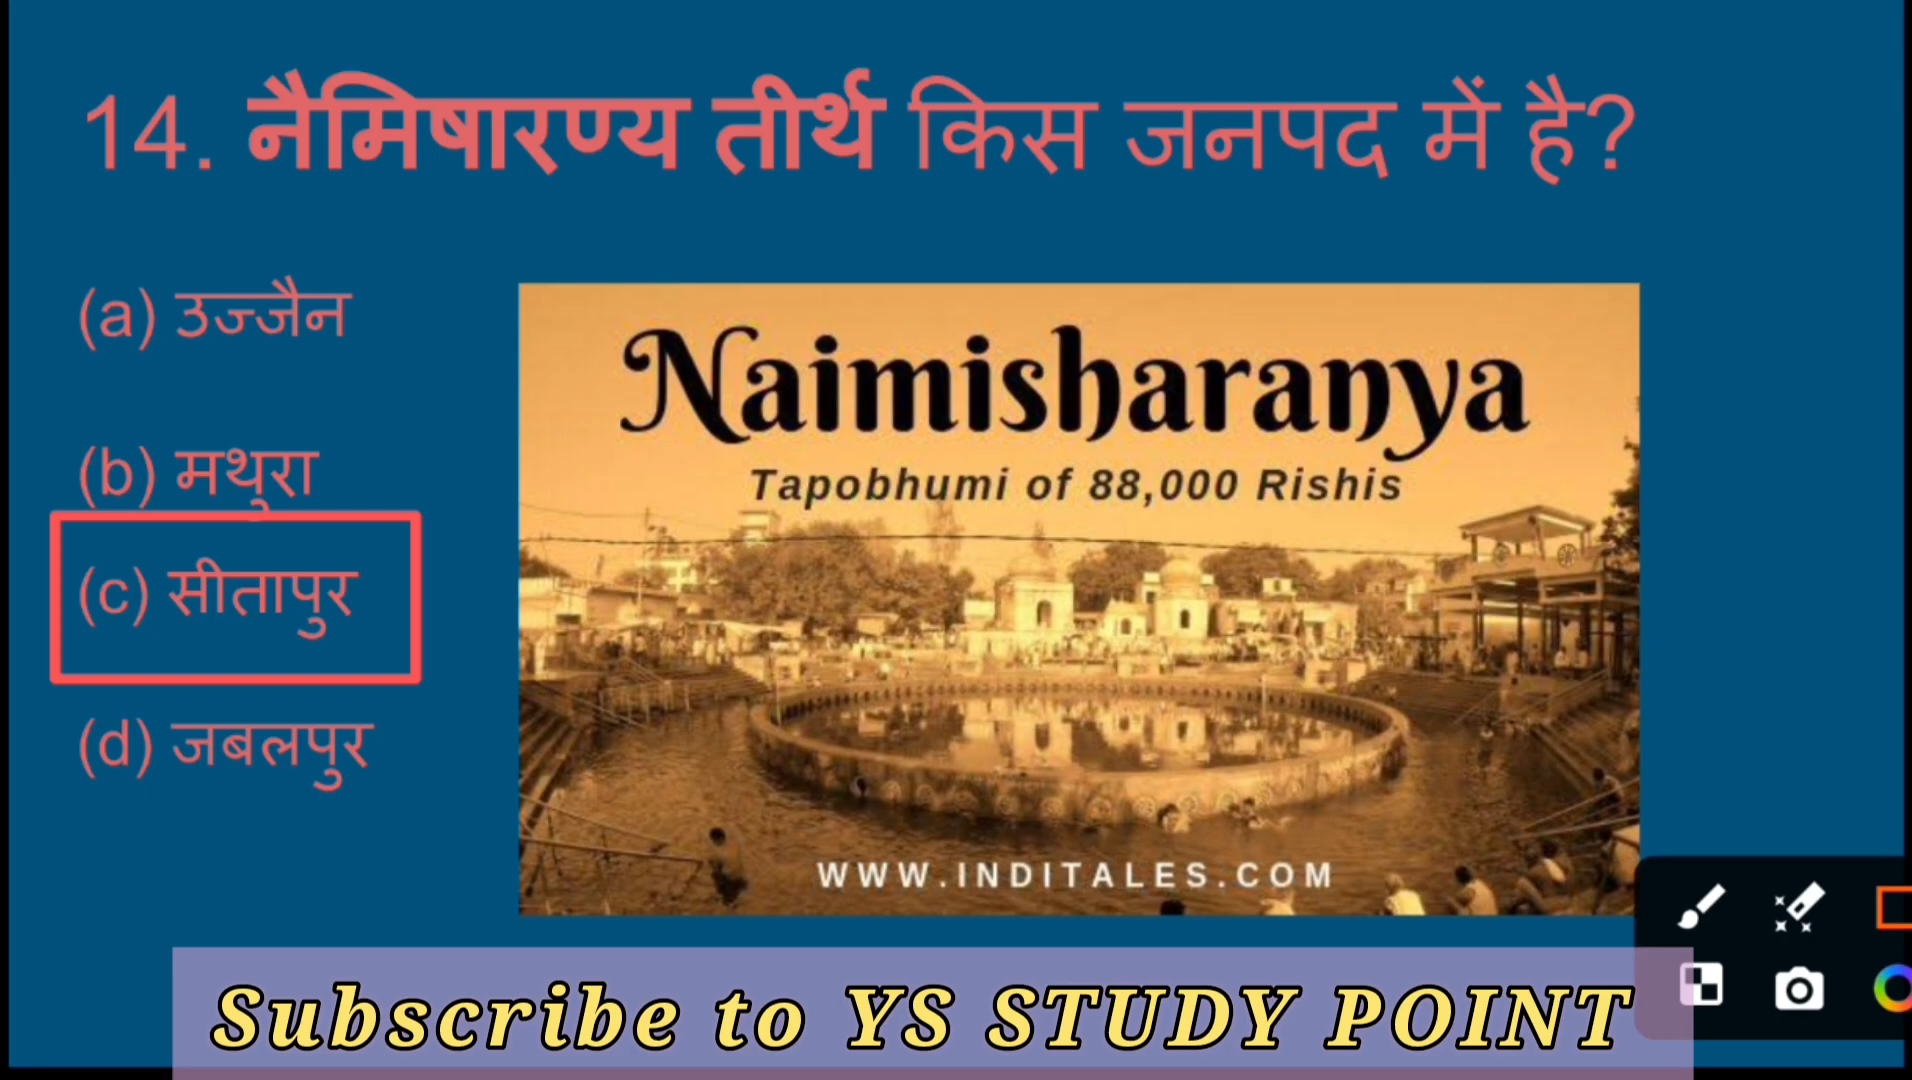 14. नैमिषारण्य तीर्थ किस जनपद में है?
(a) उज्जैन
(b) मथुरा
(c) सीतापुर
(d) जबलपुर
Naimisharanya
Tapobhumi of 88,000 Rishis
WWW.INDITALES.COM
Subscribe to YS STUDY POINT